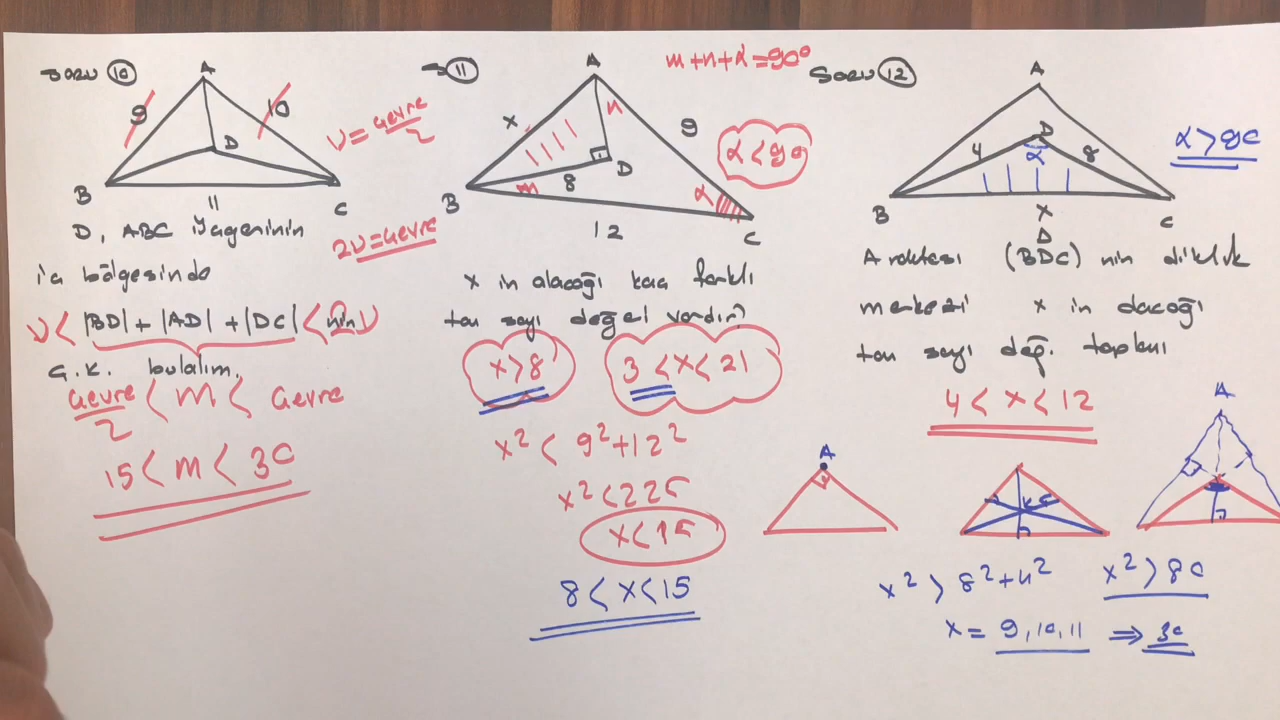 SORU 10
A
9
10
D
B
C
11
υ = Çevre/2
2υ = Çevre
D, ABC üçgeninin
iç bölgesinde
υ < |BD| + |AD| + |DC| < 2υ
nin
G.K. bulalım.
Çevre/2 < m < Çevre
15 < m < 30
S 11
m+n+α=90°
A
x
n
9
α<90
D
8
m
α
B
12
C
x in alacağı kaç farklı
tam sayı değeri vardır?
x>8
3 < x < 21
x² < 9²+12²
x² < 225
x<15
8 < x < 15
SORU 12
A
D
α>90
4
α
8
B
x
C
D
A noktası (BDC) nin diklik
merkezi x in alacağı
tam sayı değ. toplamı
4 < x < 12
A
A
K
x² > 8²+4²
x² > 80
x = 9, 10, 11 ⇒ 30